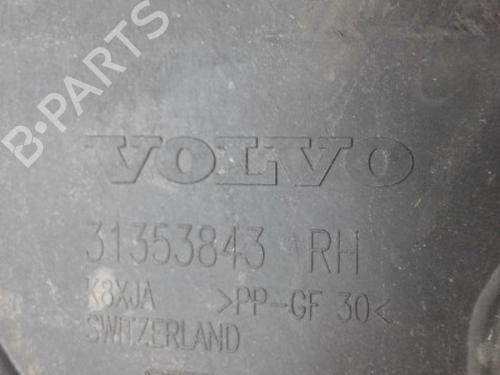 B-PARTS
VOLVO
31353843 RH
K8XJA >PP-GF 30<
SWITZERLAND